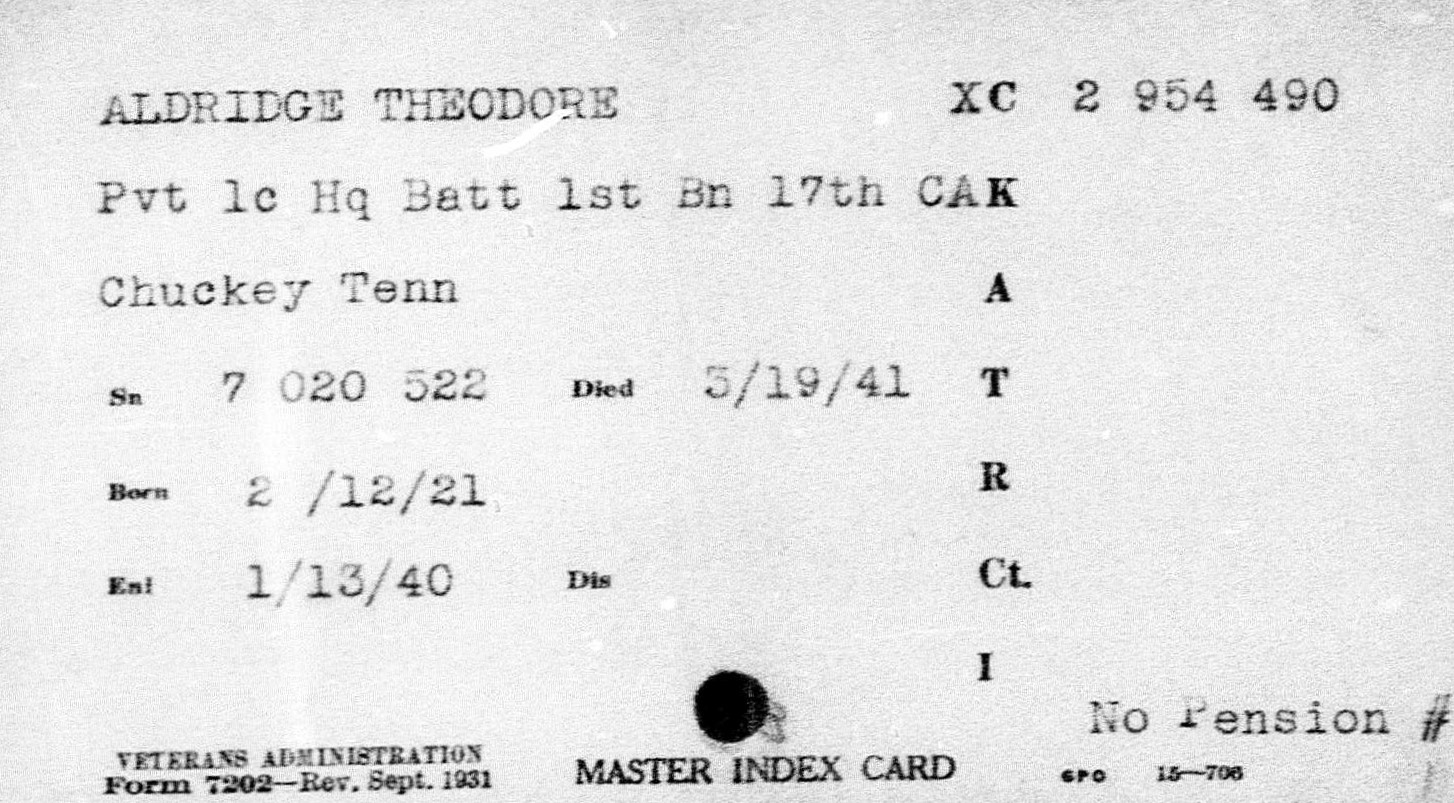 ALDRIDGE THEODORE XC 2 954 490
Pvt 1c Hq Batt 1st Bn 17th CA K
Chuckey Tenn A
Sn 7 020 522 Died 3/19/41 T
Born 2 /12/21 R
Enl 1/13/40 Dis Ct.
I
No Pension #
VETERANS ADMINISTRATION
Form 7202—Rev. Sept. 1931 MASTER INDEX CARD GPO 15—706